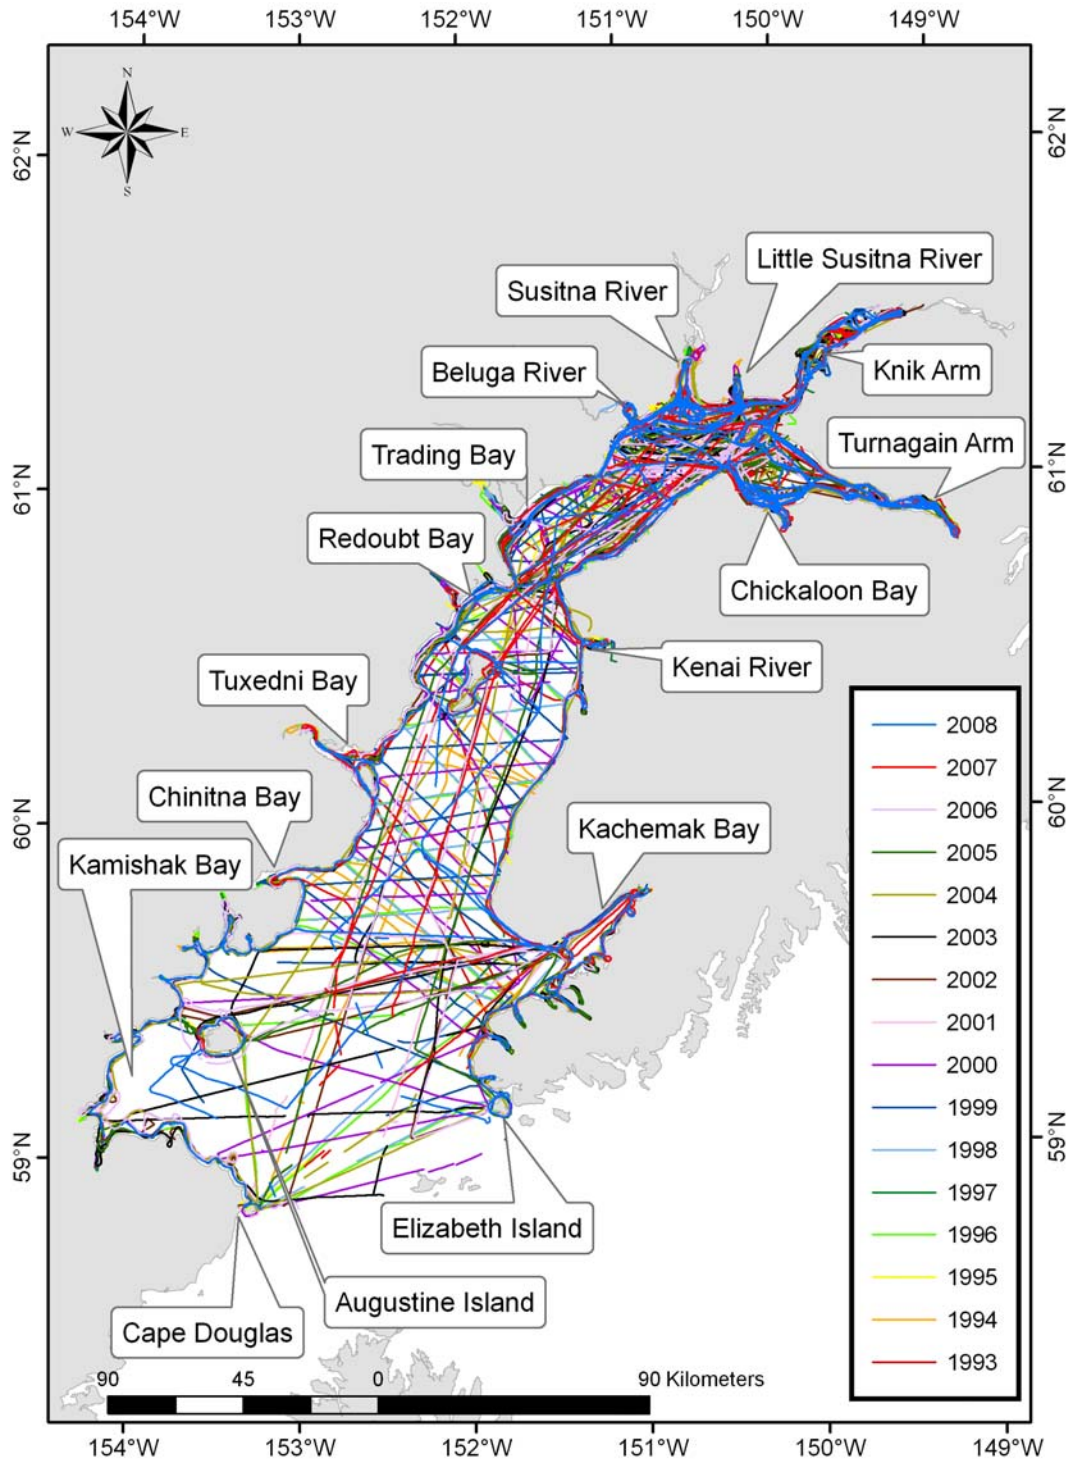 154°W 153°W 152°W 151°W 150°W 149°W
N
W E
S
62°N 62°N
Little Susitna River
Susitna River
Beluga River
Knik Arm
Trading Bay
Turnagain Arm
61°N 61°N
Redoubt Bay
Chickaloon Bay
Kenai River
Tuxedni Bay
Chinitna Bay
60°N 60°N
Kachemak Bay
Kamishak Bay
59°N 59°N
Elizabeth Island
Augustine Island
Cape Douglas
2008
2007
2006
2005
2004
2003
2002
2001
2000
1999
1998
1997
1996
1995
1994
1993
90 45 0 90 Kilometers
154°W 153°W 152°W 151°W 150°W 149°W